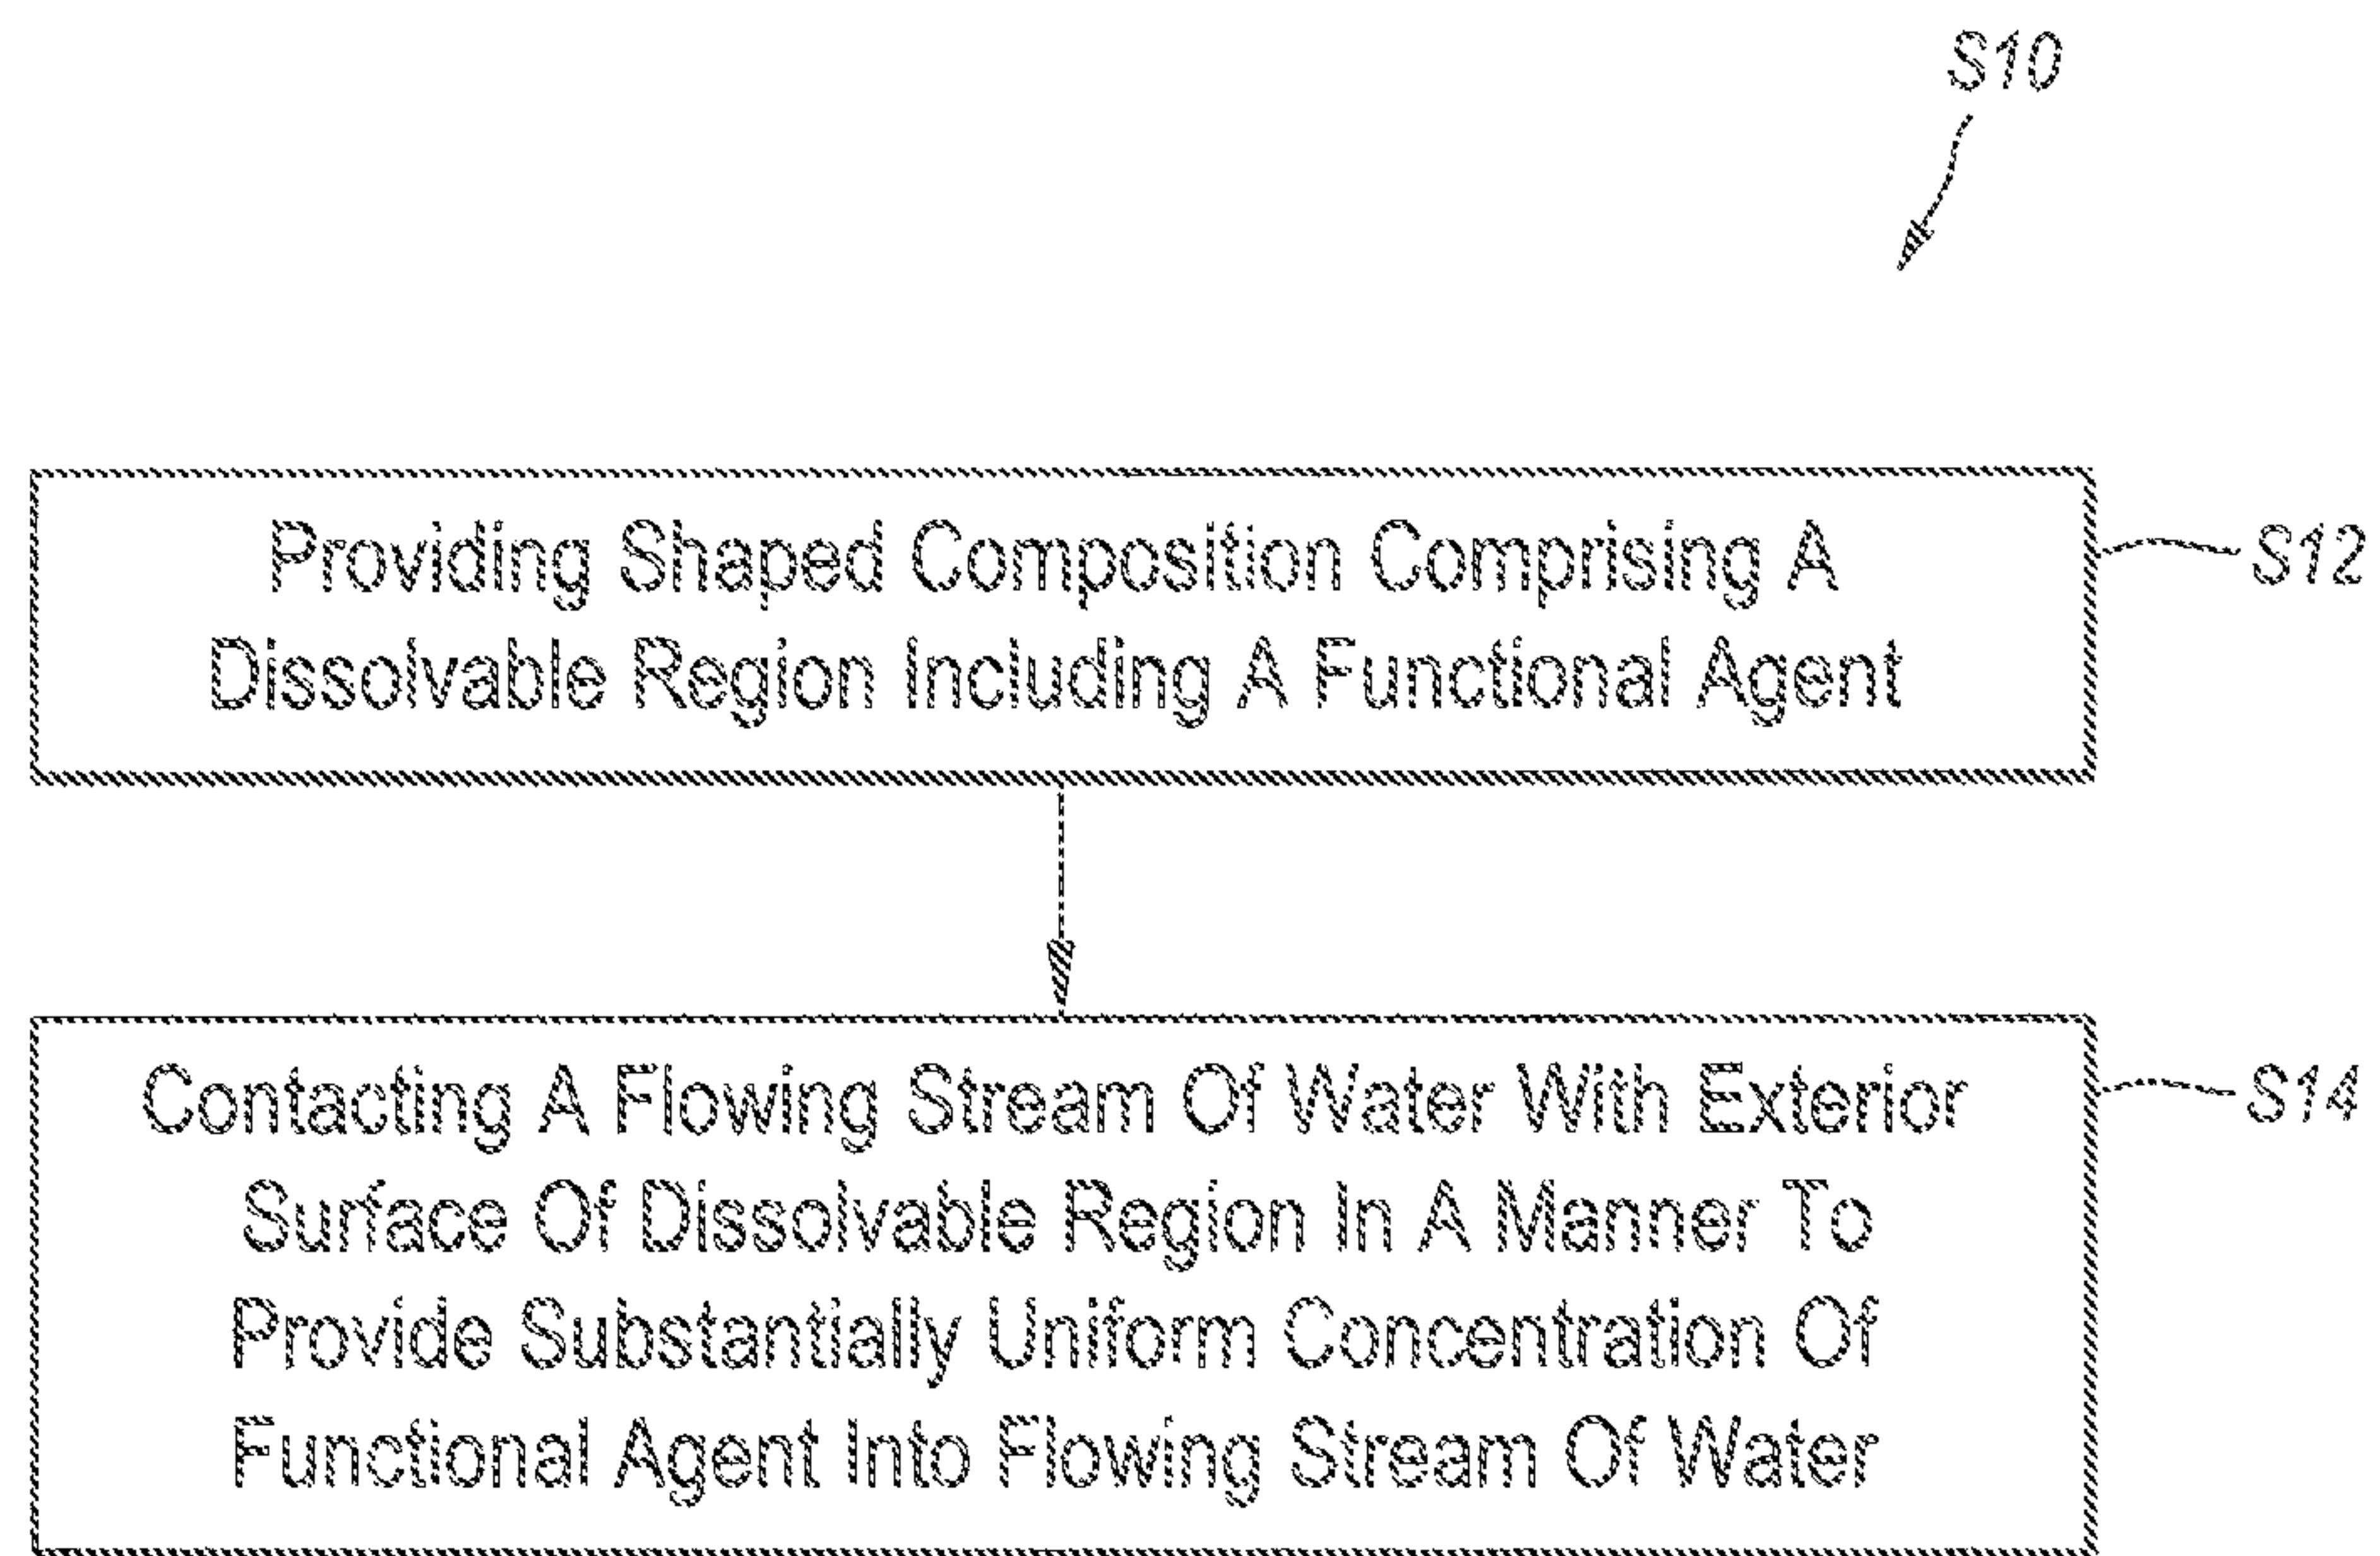 S10
Providing Shaped Composition Comprising A
Dissolvable Region Including A Functional Agent
S12
Contacting A Flowing Stream Of Water With Exterior
Surface Of Dissolvable Region In A Manner To
Provide Substantially Uniform Concentration Of
Functional Agent Into Flowing Stream Of Water
S14